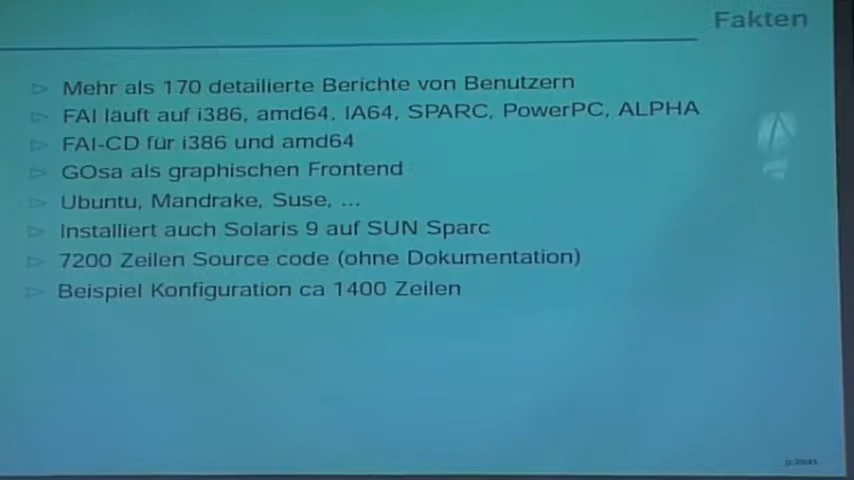 Fakten
Mehr als 170 detailierte Berichte von Benutzern
FAI läuft auf i386, amd64, IA64, SPARC, PowerPC, ALPHA
FAI-CD für i386 und amd64
GOsa als graphischen Frontend
Ubuntu, Mandrake, Suse, ...
Installiert auch Solaris 9 auf SUN Sparc
7200 Zeilen Source code (ohne Dokumentation)
Beispiel Konfiguration ca 1400 Zeilen